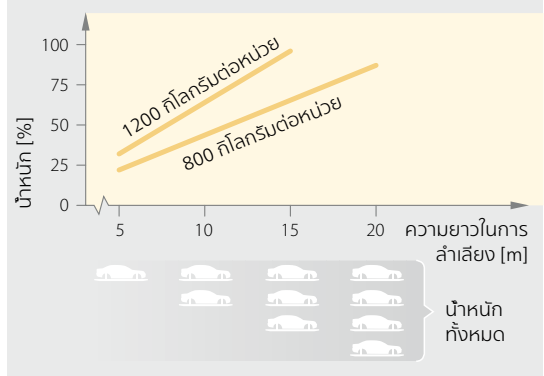 100
75
50
25
0
น้ำหนัก [%]
1200 กิโลกรัมต่อหน่วย
800 กิโลกรัมต่อหน่วย
5 10 15 20
ความยาวในการ
ลำเลียง [m]
น้ำหนัก
ทั้งหมด